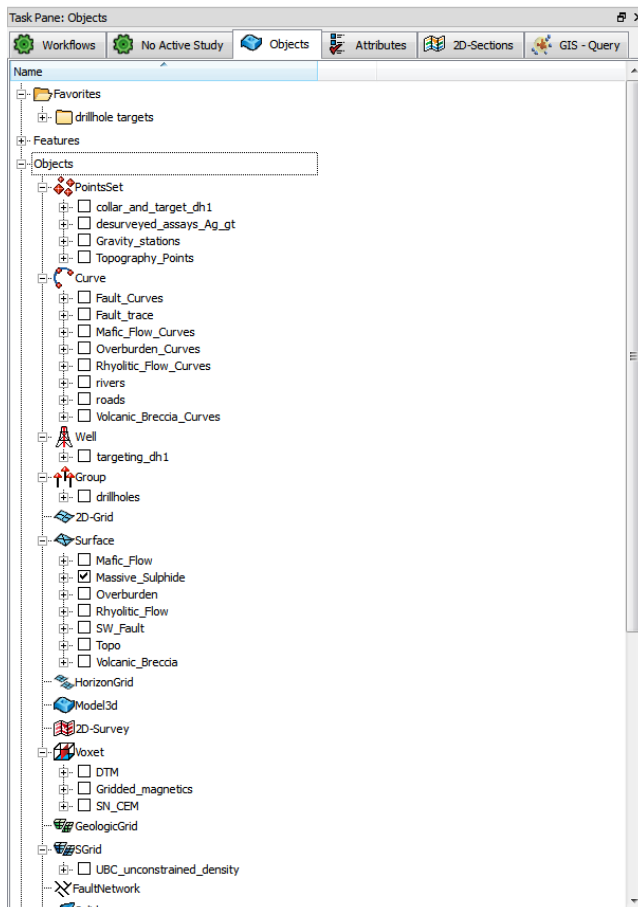 Task Pane: Objects
Workflows No Active Study Objects Attributes 2D-Sections GIS - Query
Name
Favorites
drillhole targets
Features
Objects
PointsSet
collar_and_target_dh1
desurveyed_assays_Ag_gt
Gravity_stations
Topography_Points
Curve
Fault_Curves
Fault_trace
Mafic_Flow_Curves
Overburden_Curves
Rhyolitic_Flow_Curves
rivers
roads
Volcanic_Breccia_Curves
Well
targeting_dh1
Group
drillholes
2D-Grid
Surface
Mafic_Flow
Massive_Sulphide
Overburden
Rhyolitic_Flow
SW_Fault
Topo
Volcanic_Breccia
HorizonGrid
Model3d
2D-Survey
Voxet
DTM
Gridded_magnetics
SN_CEM
GeologicGrid
SGrid
UBC_unconstrained_density
FaultNetwork